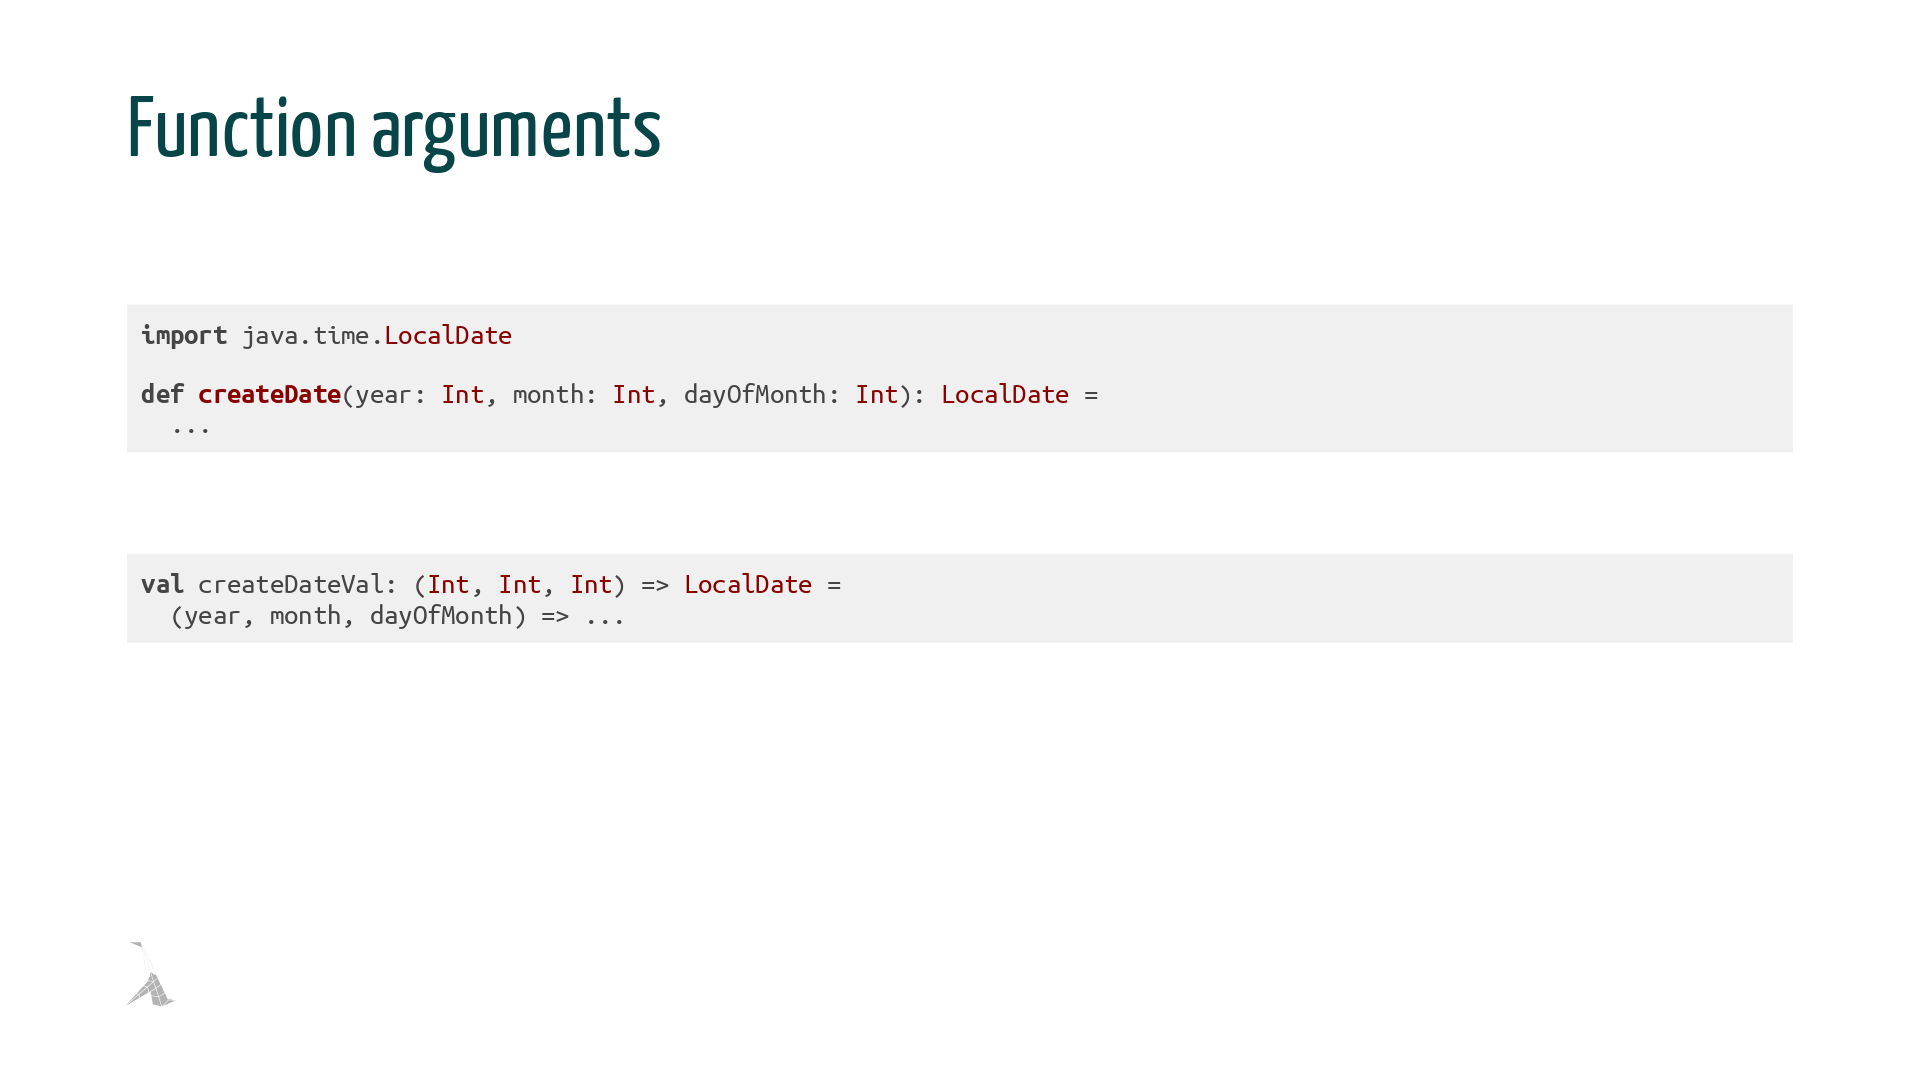 Function arguments
import java.time.LocalDate
def createDate(year: Int, month: Int, dayOfMonth: Int): LocalDate =
  ...
val createDateVal: (Int, Int, Int) => LocalDate =
  (year, month, dayOfMonth) => ...